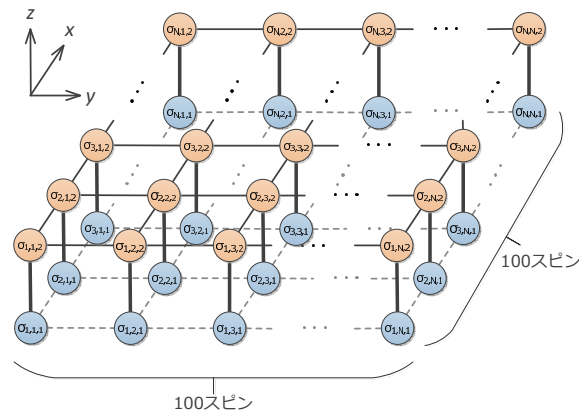 z
x
y
σN,1,2 σN,2,2 σN,3,2 ··· σN,N,2
σN,1,1 σN,2,1 σN,3,1 ··· σN,N,1
σ3,1,2 σ3,2,2 σ3,3,2 ··· σ3,N,2
σ2,1,2 σ2,2,2 σ2,3,2 ··· σ2,N,2
σ3,1,1 σ3,2,1 σ3,3,1 ··· σ3,N,1
σ1,1,2 σ1,2,2 σ1,3,2 ··· σ1,N,2
σ2,1,1 σ2,2,1 σ2,3,1 ··· σ2,N,1
σ1,1,1 σ1,2,1 σ1,3,1 ··· σ1,N,1
100スピン
100スピン